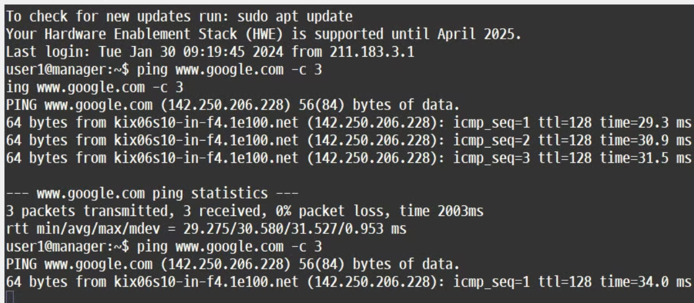 To check for new updates run: sudo apt update
Your Hardware Enablement Stack (HWE) is supported until April 2025.
Last login: Tue Jan 30 09:19:45 2024 from 211.183.3.1
user1@manager:~$ ping www.google.com -c 3
ing www.google.com -c 3
PING www.google.com (142.250.206.228) 56(84) bytes of data.
64 bytes from kix06s10-in-f4.1e100.net (142.250.206.228): icmp_seq=1 ttl=128 time=29.3 ms
64 bytes from kix06s10-in-f4.1e100.net (142.250.206.228): icmp_seq=2 ttl=128 time=30.9 ms
64 bytes from kix06s10-in-f4.1e100.net (142.250.206.228): icmp_seq=3 ttl=128 time=31.5 ms
--- www.google.com ping statistics ---
3 packets transmitted, 3 received, 0% packet loss, time 2003ms
rtt min/avg/max/mdev = 29.275/30.580/31.527/0.953 ms
user1@manager:~$ ping www.google.com -c 3
PING www.google.com (142.250.206.228) 56(84) bytes of data.
64 bytes from kix06s10-in-f4.1e100.net (142.250.206.228): icmp_seq=1 ttl=128 time=34.0 ms